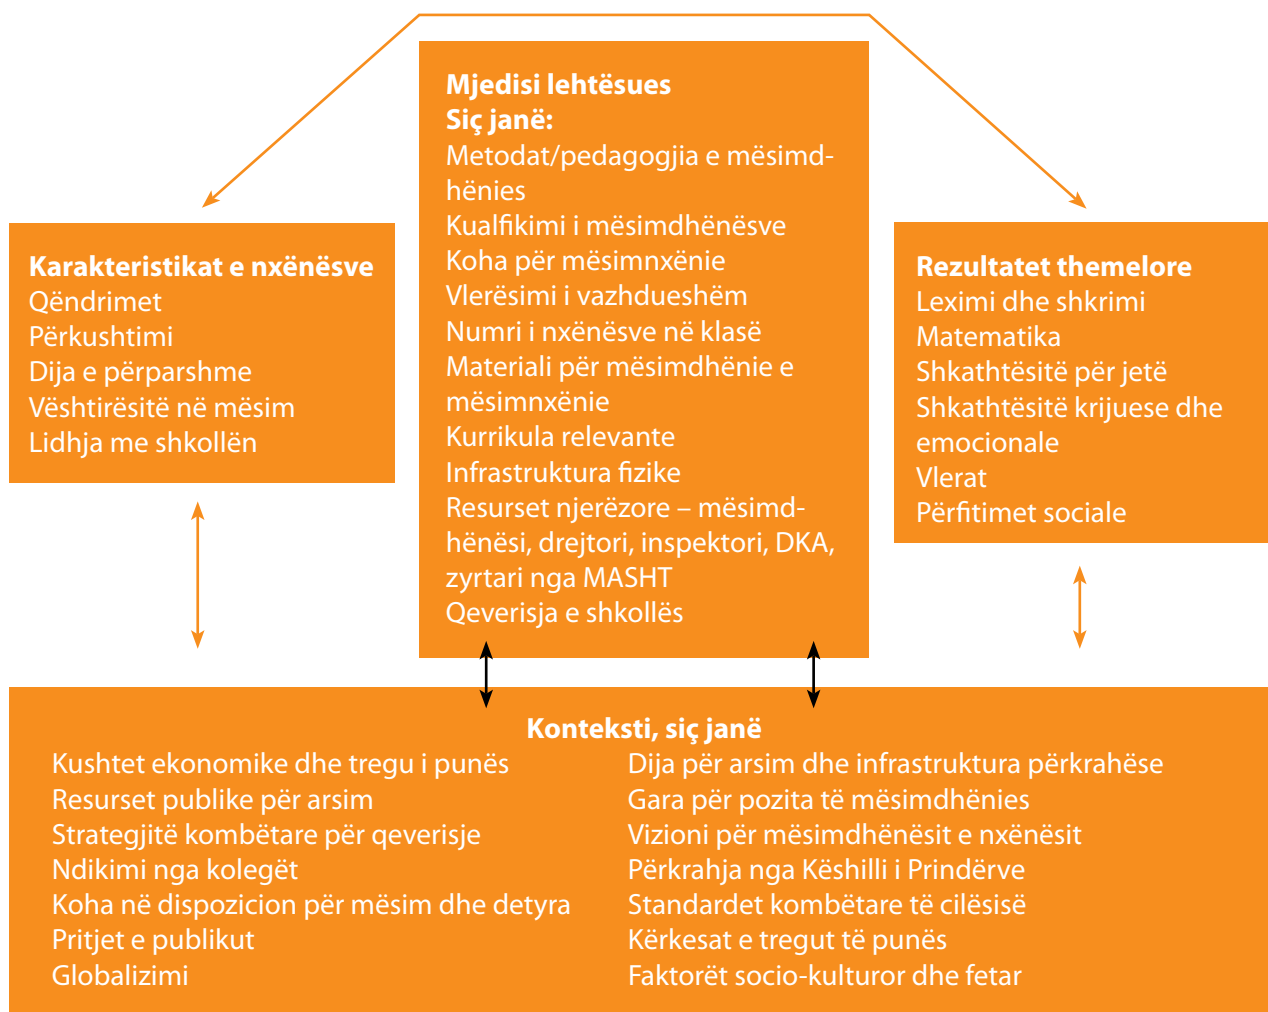 Mjedisi lehtësues
Siç janë:
Metodat/pedagogjia e mësimd-
hënies
Kualfikimi i mësimdhënësve
Koha për mësimnxënie
Vlerësimi i vazhdueshëm
Numri i nxënësve në klasë
Materiali për mësimdhënie e
mësimnxënie
Kurrikula relevante
Infrastruktura fizike
Resurset njerëzore – mësimd-
hënësi, drejtori, inspektori, DKA,
zyrtari nga MASHT
Qeverisja e shkollës
Karakteristikat e nxënësve
Qëndrimet
Përkushtimi
Dija e përparshme
Vështirësitë në mësim
Lidhja me shkollën
Rezultatet themelore
Leximi dhe shkrimi
Matematika
Shkathtësitë për jetë
Shkathtësitë krijuese dhe
emocionale
Vlerat
Përfitimet sociale
Konteksti, siç janë
Kushtet ekonomike dhe tregu i punës
Resurset publike për arsim
Strategjitë kombëtare për qeverisje
Ndikimi nga kolegët
Koha në dispozicion për mësim dhe detyra
Pritjet e publikut
Globalizimi
Dija për arsim dhe infrastruktura përkrahëse
Gara për pozita të mësimdhënies
Vizioni për mësimdhënësit e nxënësit
Përkrahja nga Këshilli i Prindërve
Standardet kombëtare të cilësisë
Kërkesat e tregut të punës
Faktorët socio-kulturor dhe fetar